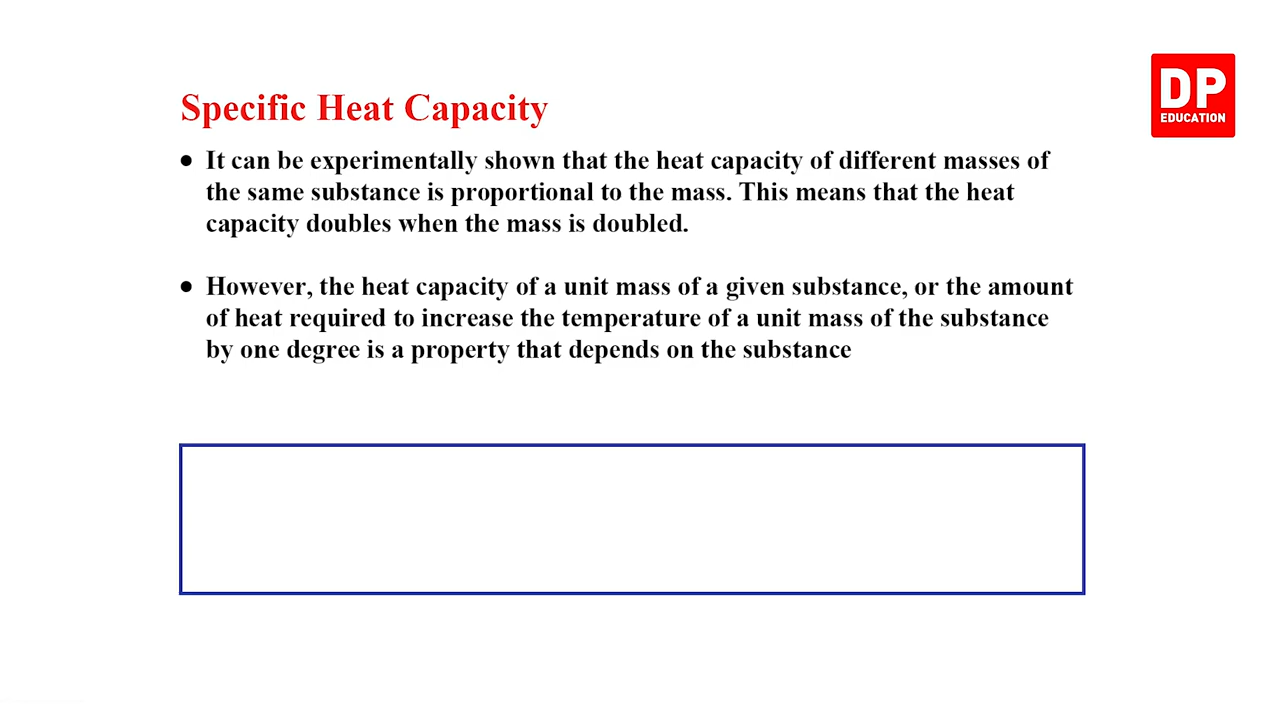 DP
EDUCATION
Specific Heat Capacity
• It can be experimentally shown that the heat capacity of different masses of
the same substance is proportional to the mass. This means that the heat
capacity doubles when the mass is doubled.
• However, the heat capacity of a unit mass of a given substance, or the amount
of heat required to increase the temperature of a unit mass of the substance
by one degree is a property that depends on the substance